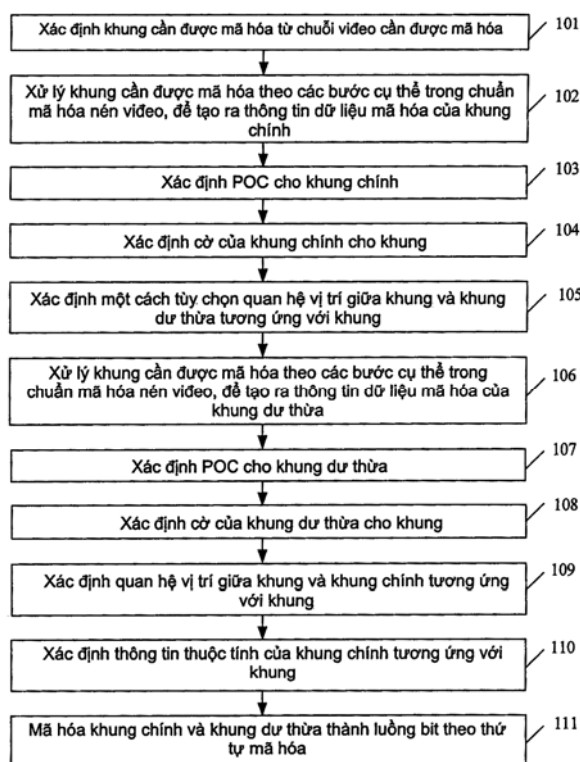 Xác định khung cần được mã hóa từ chuỗi video cần được mã hóa
101
Xử lý khung cần được mã hóa theo các bước cụ thể trong chuẩn
mã hóa nén video, để tạo ra thông tin dữ liệu mã hóa của khung
chính
102
Xác định POC cho khung chính
103
Xác định cờ của khung chính cho khung
104
Xác định một cách tùy chọn quan hệ vị trí giữa khung và khung
dư thừa tương ứng với khung
105
Xử lý khung cần được mã hóa theo các bước cụ thể trong
chuẩn mã hóa nén video, để tạo ra thông tin dữ liệu mã hóa của
khung dư thừa
106
Xác định POC cho khung dư thừa
107
Xác định cờ của khung dư thừa cho khung
108
Xác định quan hệ vị trí giữa khung và khung chính tương ứng
với khung
109
Xác định thông tin thuộc tính của khung chính tương ứng với
khung
110
Mã hóa khung chính và khung dư thừa thành luồng bit theo thứ
tự mã hóa
111